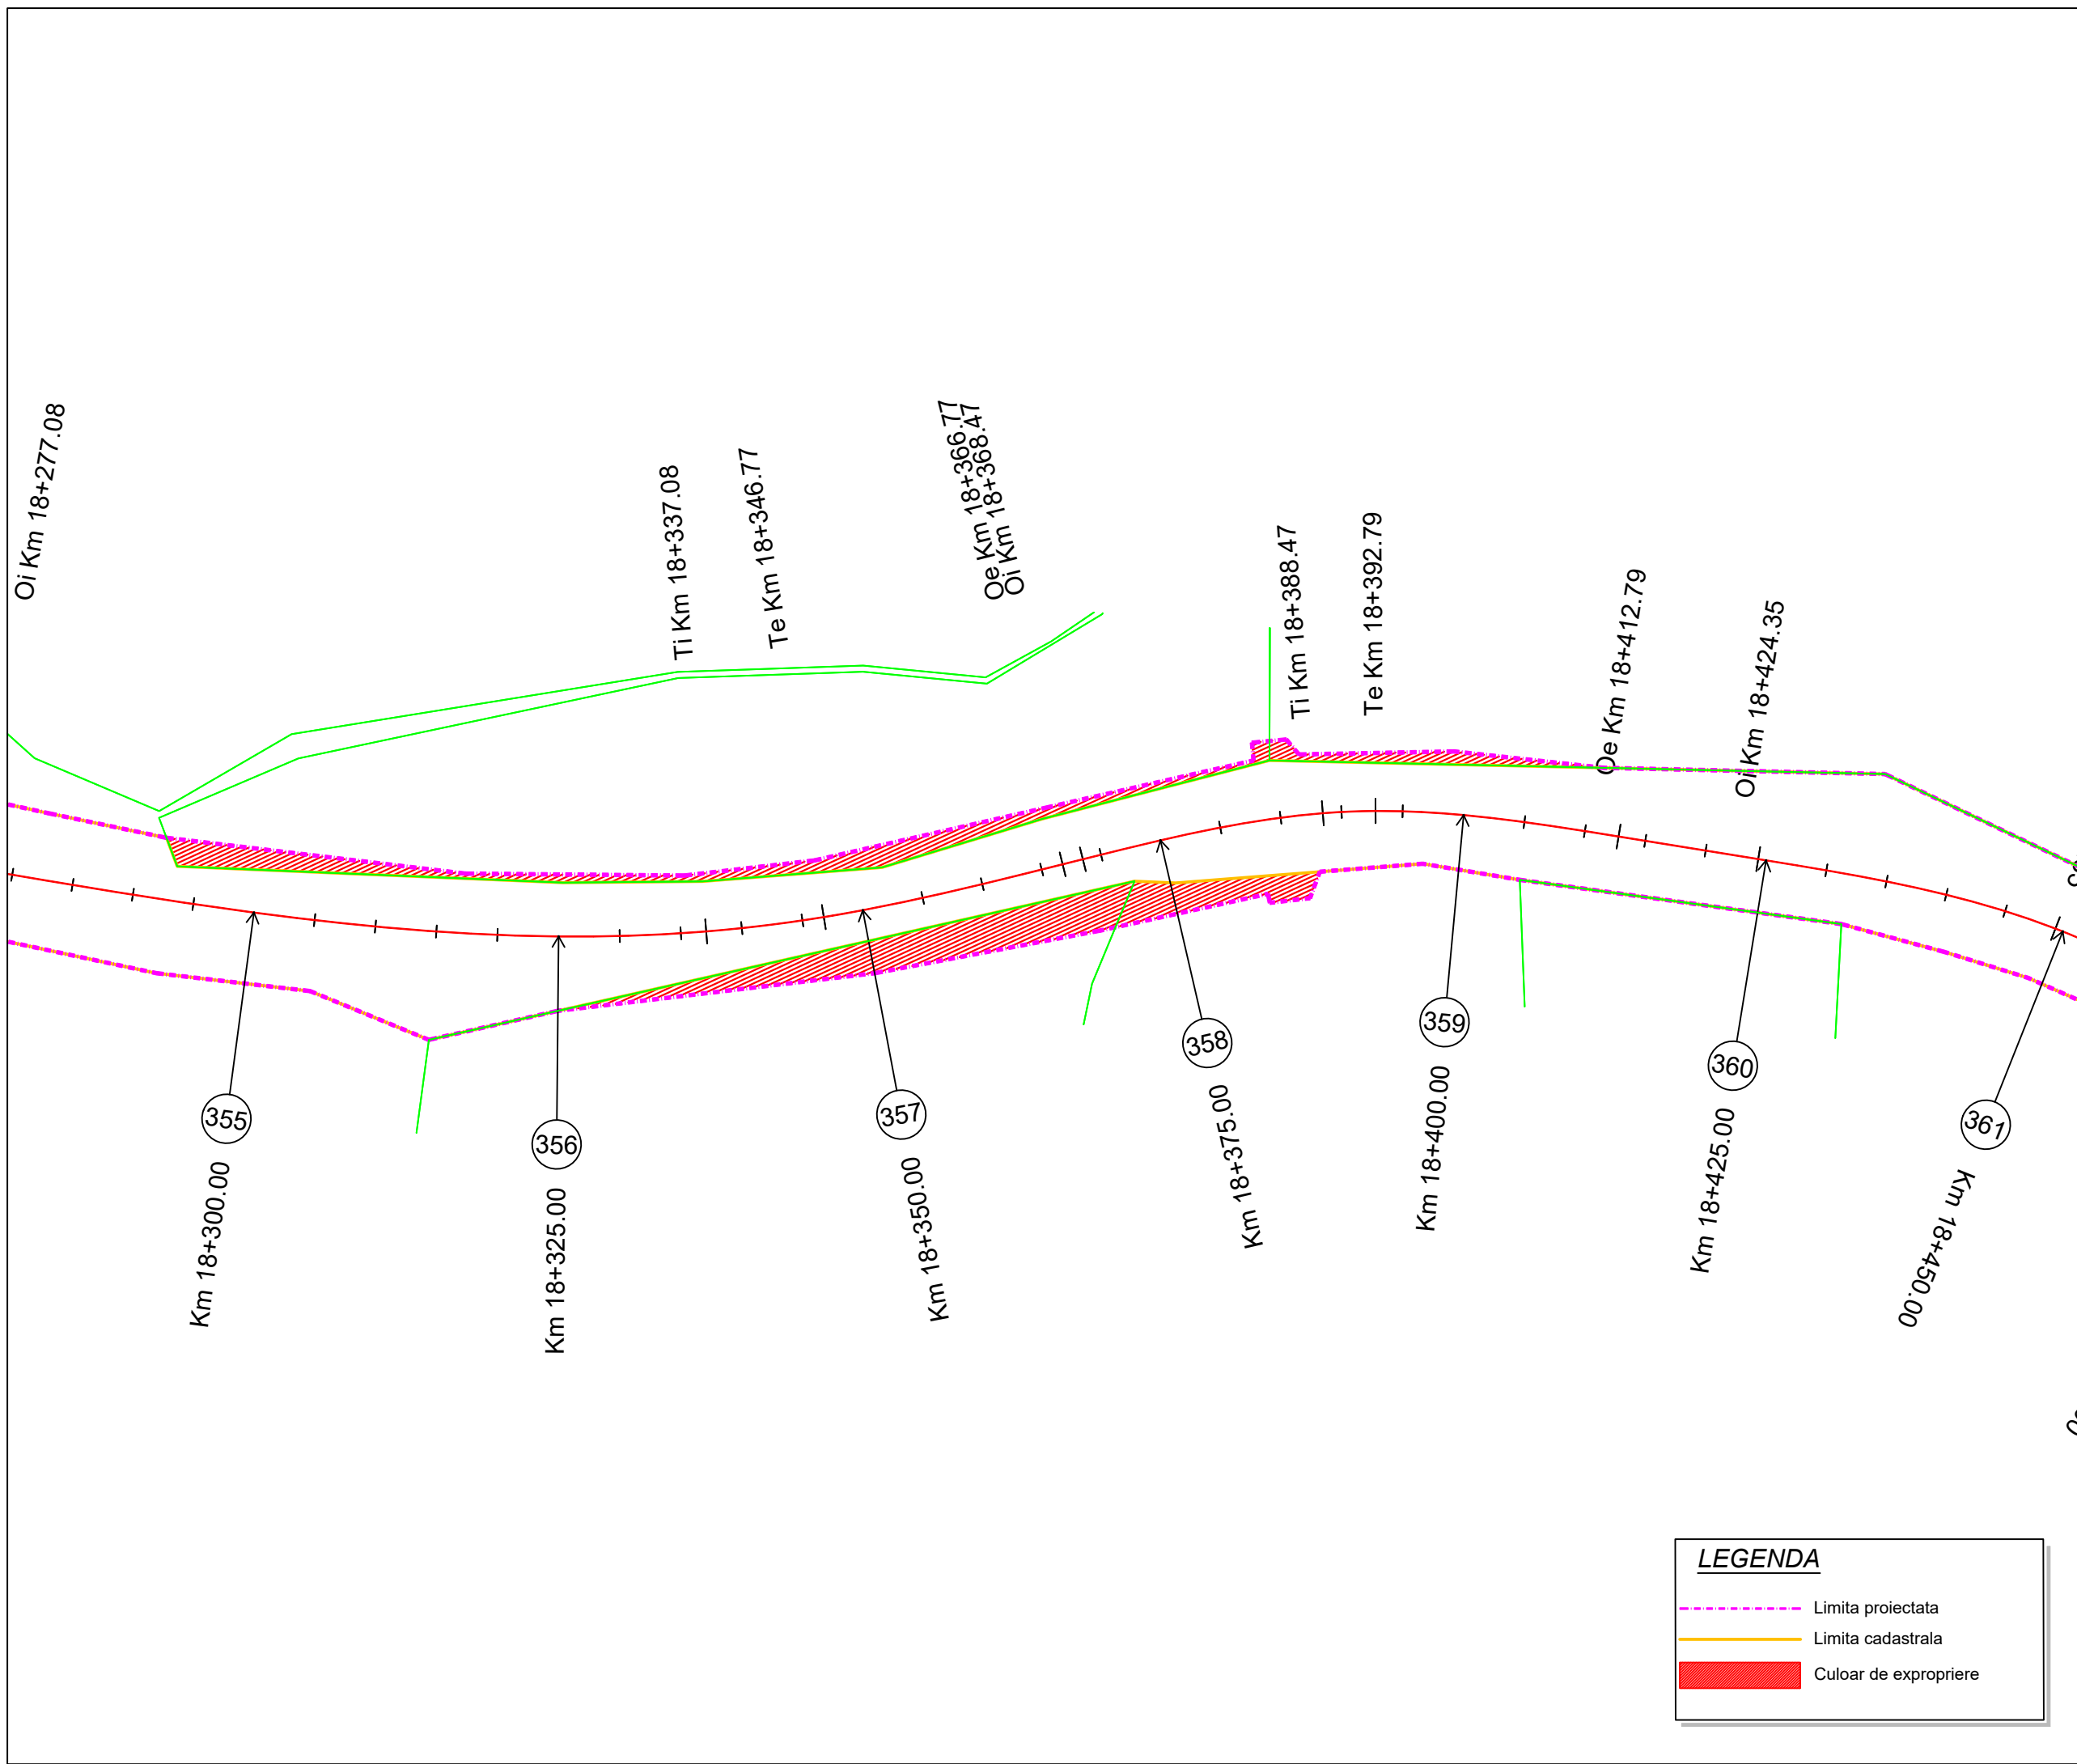 Oi Km 18+277.08
Ti Km 18+337.08
Te Km 18+346.77
Oe Km 18+366.77
Oi Km 18+368.47
Ti Km 18+388.47
Te Km 18+392.79
Oe Km 18+412.79
Oi Km 18+424.35
355
Km 18+300.00
356
Km 18+325.00
357
Km 18+350.00
358
Km 18+375.00
359
Km 18+400.00
360
Km 18+425.00
361
Km 18+450.00
LEGENDA
Limita proiectata
Limita cadastrala
Culoar de expropriere